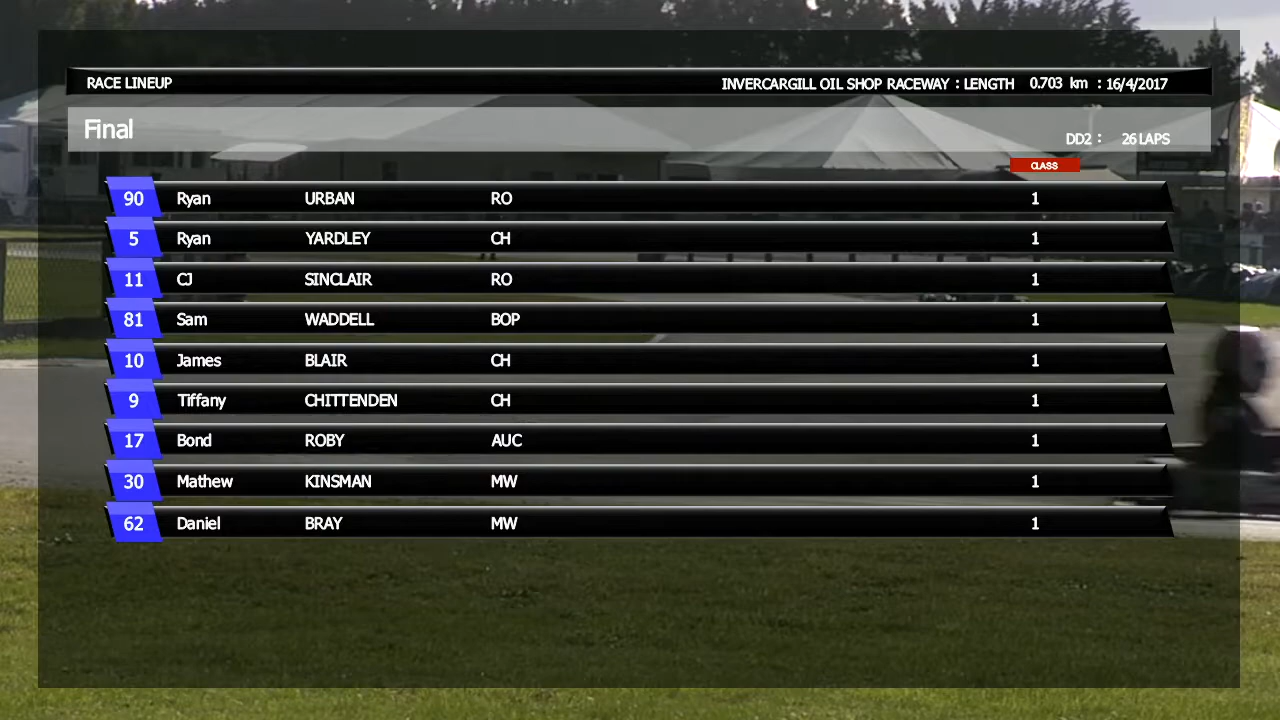 RACE LINEUP INVERCARGILL OIL SHOP RACEWAY : LENGTH 0.703 km : 16/4/2017
Final DD2 : 26 LAPS
CLASS
90 Ryan URBAN RO 1
5 Ryan YARDLEY CH 1
11 CJ SINCLAIR RO 1
81 Sam WADDELL BOP 1
10 James BLAIR CH 1
9 Tiffany CHITTENDEN CH 1
17 Bond ROBY AUC 1
30 Mathew KINSMAN MW 1
62 Daniel BRAY MW 1